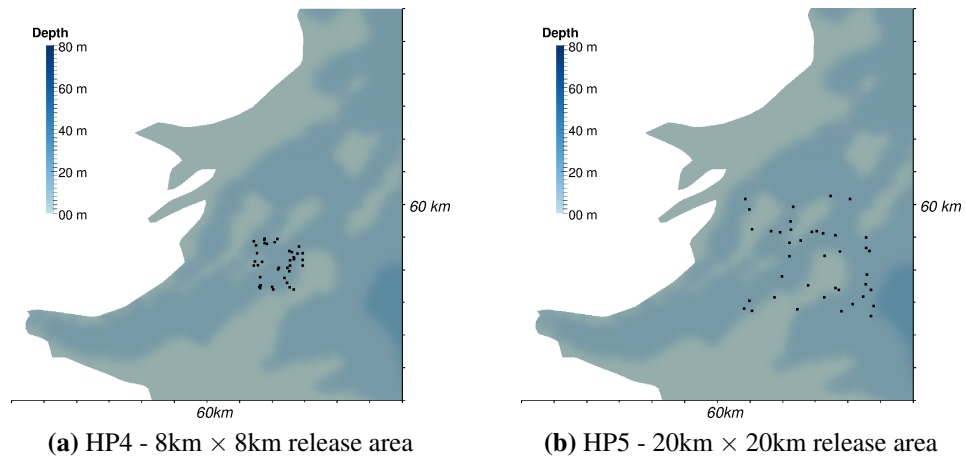 Depth
80 m
60 m
40 m
20 m
00 m
60 km
60km
(a) HP4 - 8km × 8km release area
Depth
80 m
60 m
40 m
20 m
00 m
60 km
60km
(b) HP5 - 20km × 20km release area